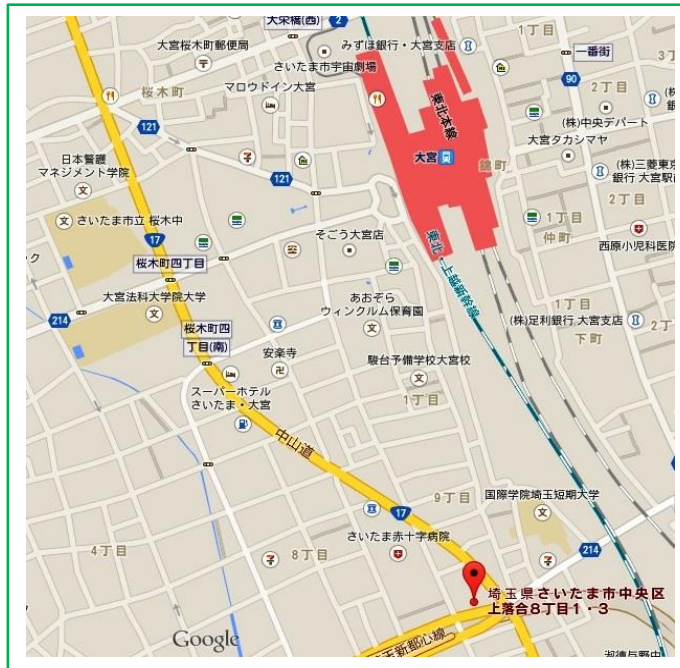 大栄橋(西)
2
大宮桜木町郵便局
みずほ銀行・大宮支店
1丁目
一番街
さいたま市宇宙劇場
桜木町
マロウドイン大宮
東北本線
90
2丁目
(株)中央デパート
大宮タカシマヤ
121
大宮
錦町
日本警護
マネジメント学院
121
(株)三菱東京
銀行 大宮駅前
2丁目
さいたま市立 桜木中
17
そごう大宮店
1丁目
仲町
西原小児科医院
桜木町四丁目
214
大宮法科大学院大学
あおぞら
ウィンクルム保育園
1丁目
(株)足利銀行 大宮支店
下町
2丁
桜木町四
丁目(南)
安楽寺
駿台予備学校大宮校
スーパーホテル
さいたま・大宮
1丁目
中山道
9丁目
国際学院埼玉短期大学
17
4丁目
8丁目
さいたま赤十字病院
214
埼玉県さいたま市中央区
上落合8丁目1・3
Google
玉新都心線
淑徳与野中